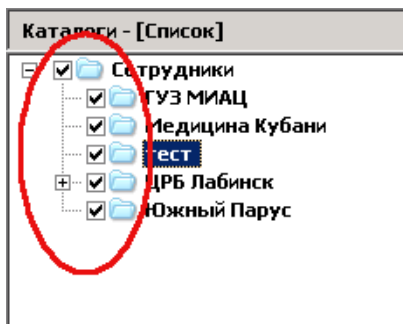 Каталоги - [Список]
Сотрудники
ГУЗ МИАЦ
Медицина Кубани
тест
ЦРБ Лабинск
Южный Парус